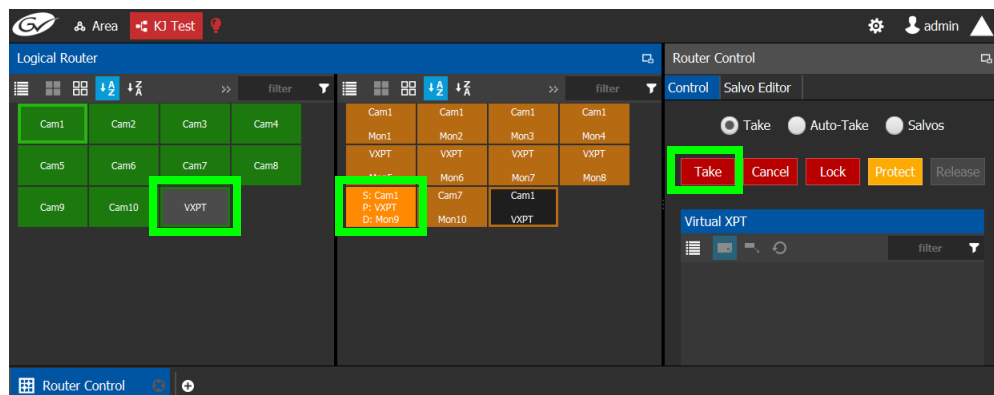 GV Area KJ Test admin
Logical Router
Router Control
filter
filter
Control Salvo Editor
Cam1 Cam2 Cam3 Cam4
Cam5 Cam6 Cam7 Cam8
Cam9 Cam10 VXPT
Cam1 Cam1 Cam1 Cam1
Mon1 Mon2 Mon3 Mon4
VXPT VXPT VXPT VXPT
Mon6 Mon7 Mon8
S: Cam1 Cam7 Cam1
P: VXPT
D: Mon9 Mon10 VXPT
Take Auto-Take Salvos
Take Cancel Lock Protect Release
Virtual XPT
filter
Router Control